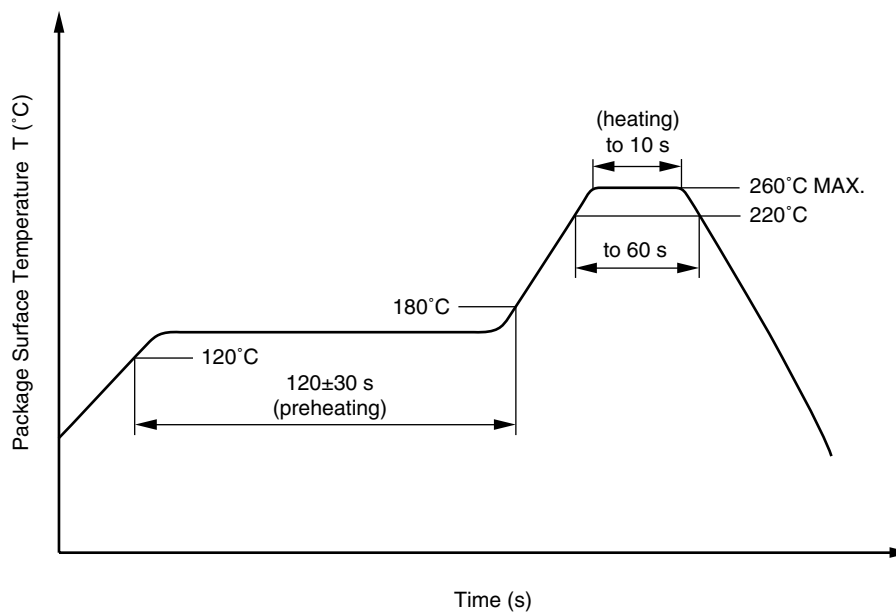 Package Surface Temperature T (˚C)
(heating)
to 10 s
260˚C MAX.
220˚C
to 60 s
180˚C
120˚C
120±30 s
(preheating)
Time (s)